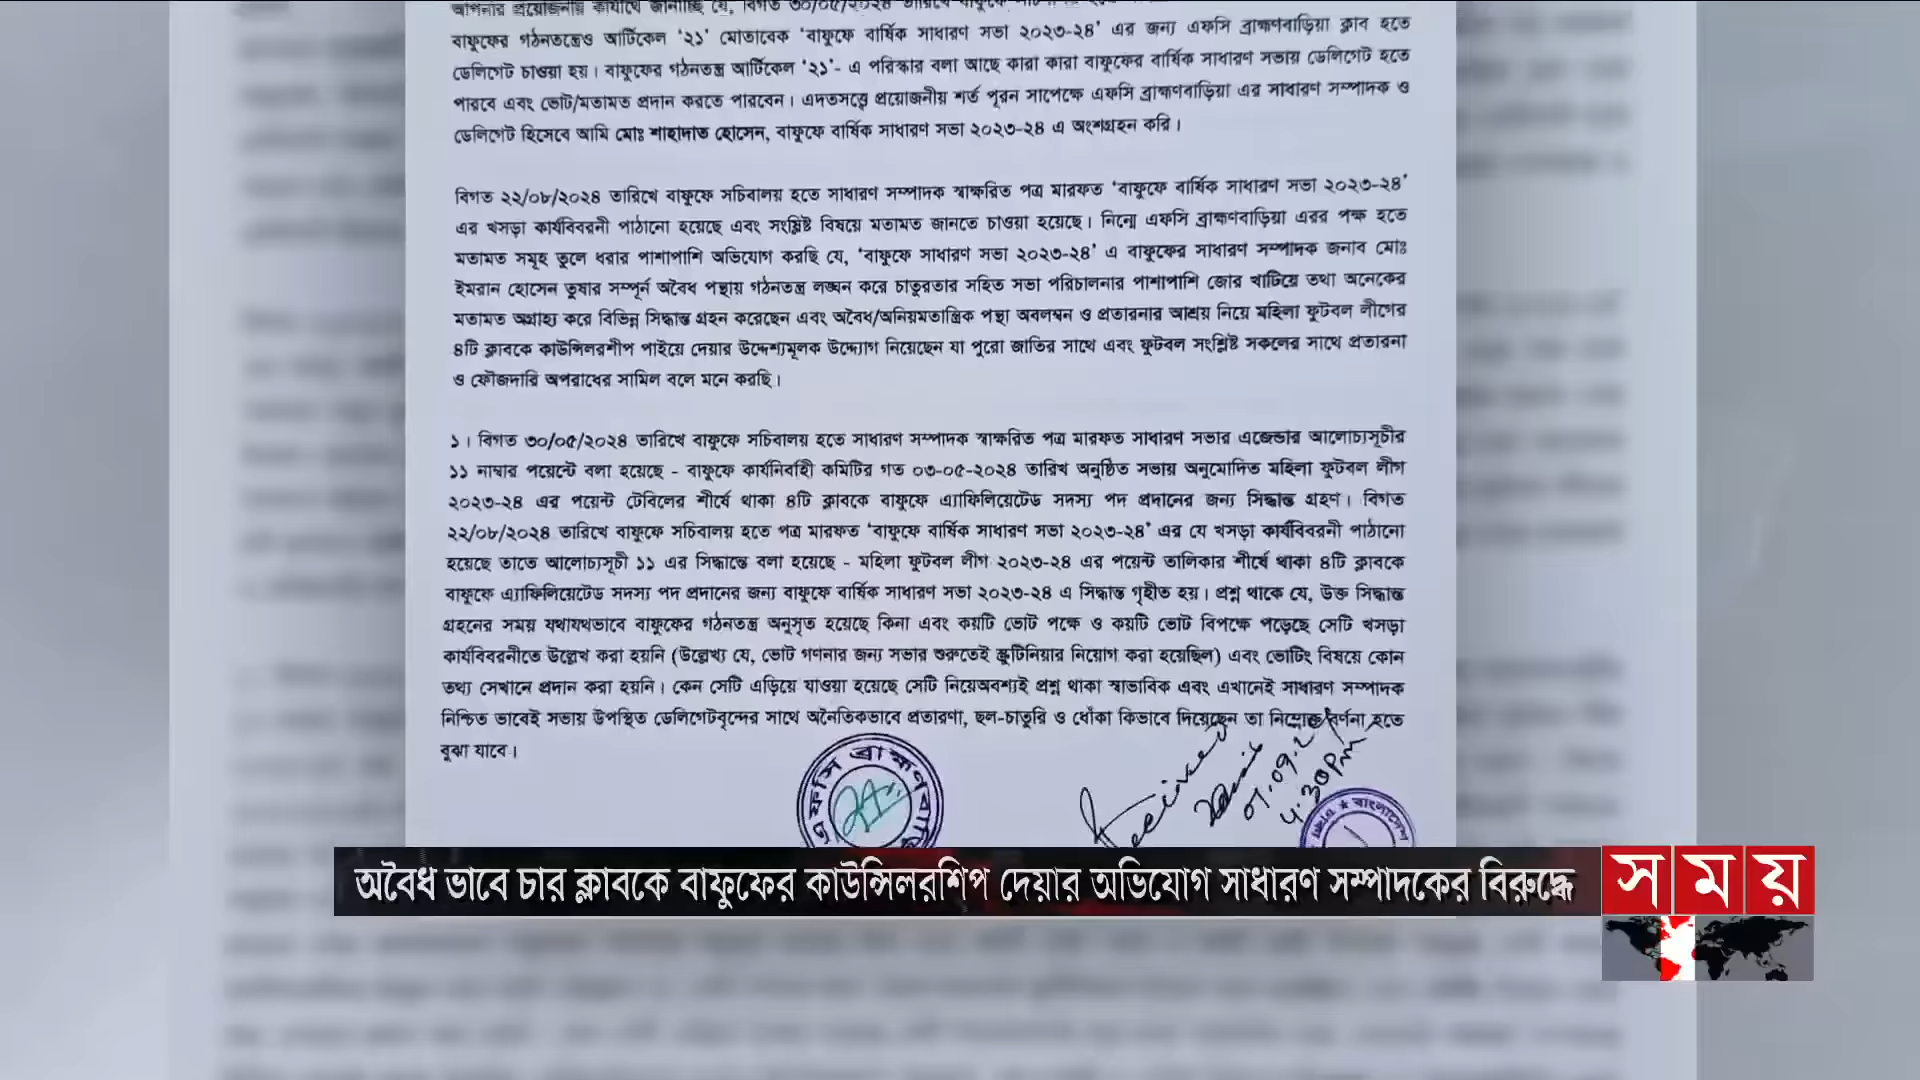 আপনার প্রয়োজনীয় কার্যার্থে জানাচ্ছি যে, বিগত ৩০/০৫/২০২৪ তারিখে
বাফুফের গঠনতন্ত্রেও আর্টিকেল ‘২১’ মোতাবেক ‘বাফুফে বার্ষিক সাধারণ সভা ২০২৩-২৪’ এর জন্য এফসি ব্রাহ্মণবাড়িয়া ক্লাব হতে
ডেলিগেট চাওয়া হয়। বাফুফের গঠনতন্ত্র আর্টিকেল ‘২১’- এ পরিস্কার বলা আছে কারা কারা বাফুফের বার্ষিক সাধারণ সভায় ডেলিগেট হতে
পারবে এবং ভোট/মতামত প্রদান করতে পারবেন। এদতসত্ত্বে প্রয়োজনীয় শর্ত পূরন সাপেক্ষে এফসি ব্রাহ্মণবাড়িয়া এর সাধারণ সম্পাদক ও
ডেলিগেট হিসেবে আমি মোঃ শাহাদাত হোসেন, বাফুফে বার্ষিক সাধারণ সভা ২০২৩-২৪ এ অংশগ্রহন করি।
বিগত ২২/০৮/২০২৪ তারিখে বাফুফে সচিবালয় হতে সাধারণ সম্পাদক স্বাক্ষরিত পত্র মারফত ‘বাফুফে বার্ষিক সাধারণ সভা ২০২৩-২৪’
এর খসড়া কার্যবিবরনী পাঠানো হয়েছে এবং সংশ্লিষ্ট বিষয়ে মতামত জানতে চাওয়া হয়েছে। নিন্মে এফসি ব্রাহ্মণবাড়িয়া এরর পক্ষ হতে
মতামত সমূহ তুলে ধরার পাশাপাশি অভিযোগ করছি যে, ‘বাফুফে সাধারণ সভা ২০২৩-২৪’ এ বাফুফের সাধারণ সম্পাদক জনাব মোঃ
ইমরান হোসেন তুষার সম্পূর্ন অবৈধ পন্থায় গঠনতন্ত্র লঙ্ঘন করে চাতুরতার সহিত সভা পরিচালনার পাশাপাশি জোর খাটিয়ে তথা অনেকের
মতামত অগ্রাহ্য করে বিভিন্ন সিদ্ধান্ত গ্রহন করেছেন এবং অবৈধ/অনিয়মতান্ত্রিক পন্থা অবলম্বন ও প্রতারনার আশ্রয় নিয়ে মহিলা ফুটবল লীগের
৪টি ক্লাবকে কাউন্সিলরশীপ পাইয়ে দেয়ার উদ্দেশ্যমূলক উদ্দ্যোগ নিয়েছেন যা পুরো জাতির সাথে এবং ফুটবল সংশ্লিষ্ট সকলের সাথে প্রতারনা
ও ফৌজদারি অপরাধের সামিল বলে মনে করছি।
১। বিগত ৩০/০৫/২০২৪ তারিখে বাফুফে সচিবালয় হতে সাধারণ সম্পাদক স্বাক্ষরিত পত্র মারফত সাধারণ সভার এজেন্ডার আলোচ্যসূচীর
১১ নাম্বার পয়েন্টে বলা হয়েছে - বাফুফে কার্যনির্বাহী কমিটির গত ০৩-০৫-২০২৪ তারিখ অনুষ্ঠিত সভায় অনুমোদিত মহিলা ফুটবল লীগ
২০২৩-২৪ এর পয়েন্ট টেবিলের শীর্ষে থাকা ৪টি ক্লাবকে বাফুফে এ্যাফিলিয়েটেড সদস্য পদ প্রদানের জন্য সিদ্ধান্ত গ্রহণ। বিগত
২২/০৮/২০২৪ তারিখে বাফুফে সচিবালয় হতে পত্র মারফত ‘বাফুফে বার্ষিক সাধারণ সভা ২০২৩-২৪’ এর যে খসড়া কার্যবিবরনী পাঠানো
হয়েছে তাতে আলোচ্যসূচী ১১ এর সিদ্ধান্তে বলা হয়েছে - মহিলা ফুটবল লীগ ২০২৩-২৪ এর পয়েন্ট তালিকার শীর্ষে থাকা ৪টি ক্লাবকে
বাফুফে এ্যাফিলিয়েটেড সদস্য পদ প্রদানের জন্য বাফুফে বার্ষিক সাধারণ সভা ২০২৩-২৪ এ সিদ্ধান্ত গৃহীত হয়। প্রশ্ন থাকে যে, উক্ত সিদ্ধান্ত
গ্রহনের সময় যথাযথভাবে বাফুফের গঠনতন্ত্র অনুসৃত হয়েছে কিনা এবং কয়টি ভোট পক্ষে ও কয়টি ভোট বিপক্ষে পড়েছে সেটি খসড়া
কার্যবিবরনীতে উল্লেখ করা হয়নি (উল্লেখ্য যে, ভোট গণনার জন্য সভার শুরুতেই স্ক্রুটিনিয়ার নিয়োগ করা হয়েছিল) এবং ভোটিং বিষয়ে কোন
তথ্য সেখানে প্রদান করা হয়নি। কেন সেটি এড়িয়ে যাওয়া হয়েছে সেটি নিয়েঅবশ্যই প্রশ্ন থাকা স্বাভাবিক এবং এখানেই সাধারণ সম্পাদক
নিশ্চিত ভাবেই সভায় উপস্থিত ডেলিগেটবৃন্দের সাথে অনৈতিকভাবে প্রতারণা, ছল-চাতুরি ও ধোঁকা কিভাবে দিয়েছেন তা নিম্নোক্ত বর্ণনা হতে
বুঝা যাবে।
এফসি ব্রাহ্মণবাড়ি
Received
4:30pm
বাংলাদেশ
অবৈধ ভাবে চার ক্লাবকে বাফুফের কাউন্সিলরশিপ দেয়ার অভিযোগ সাধারণ সম্পাদকের বিরুদ্ধে
সময়